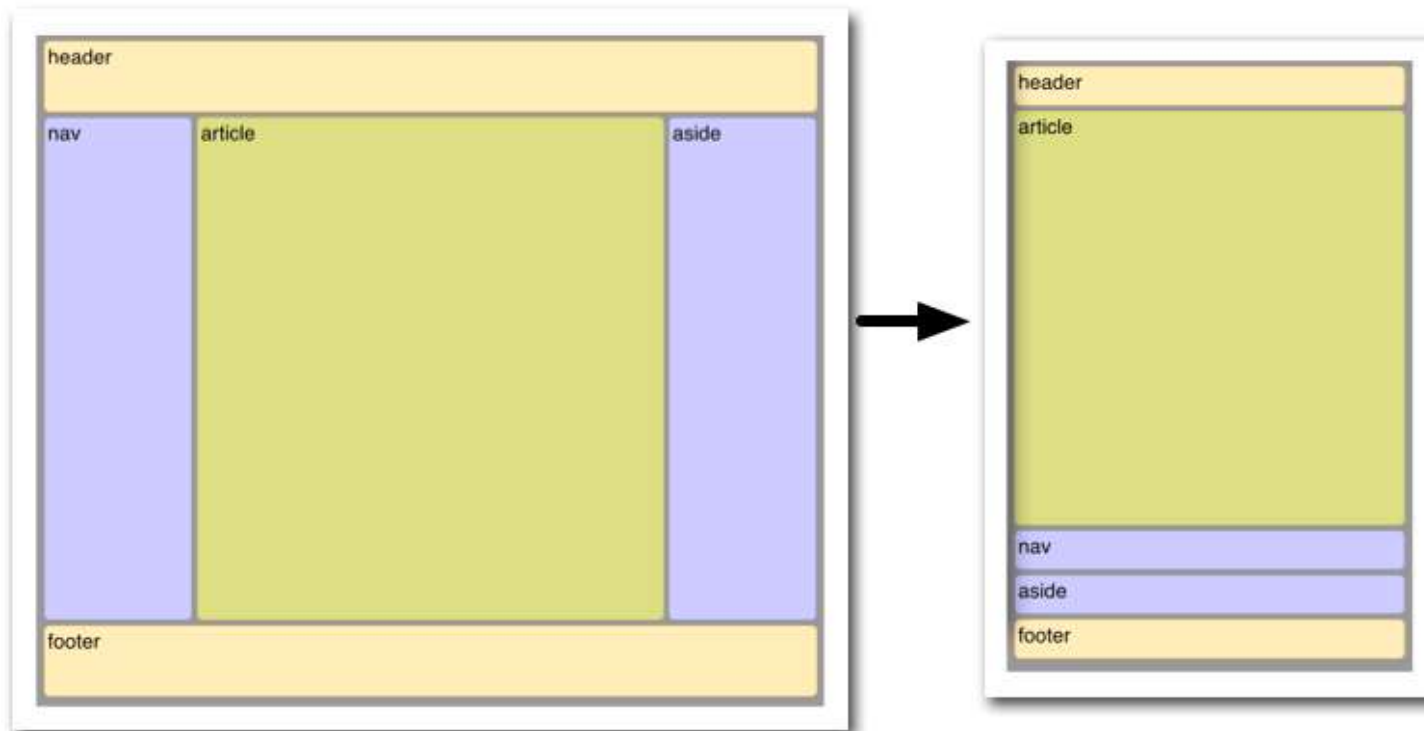 header
nav
article
aside
footer
header
article
nav
aside
footer